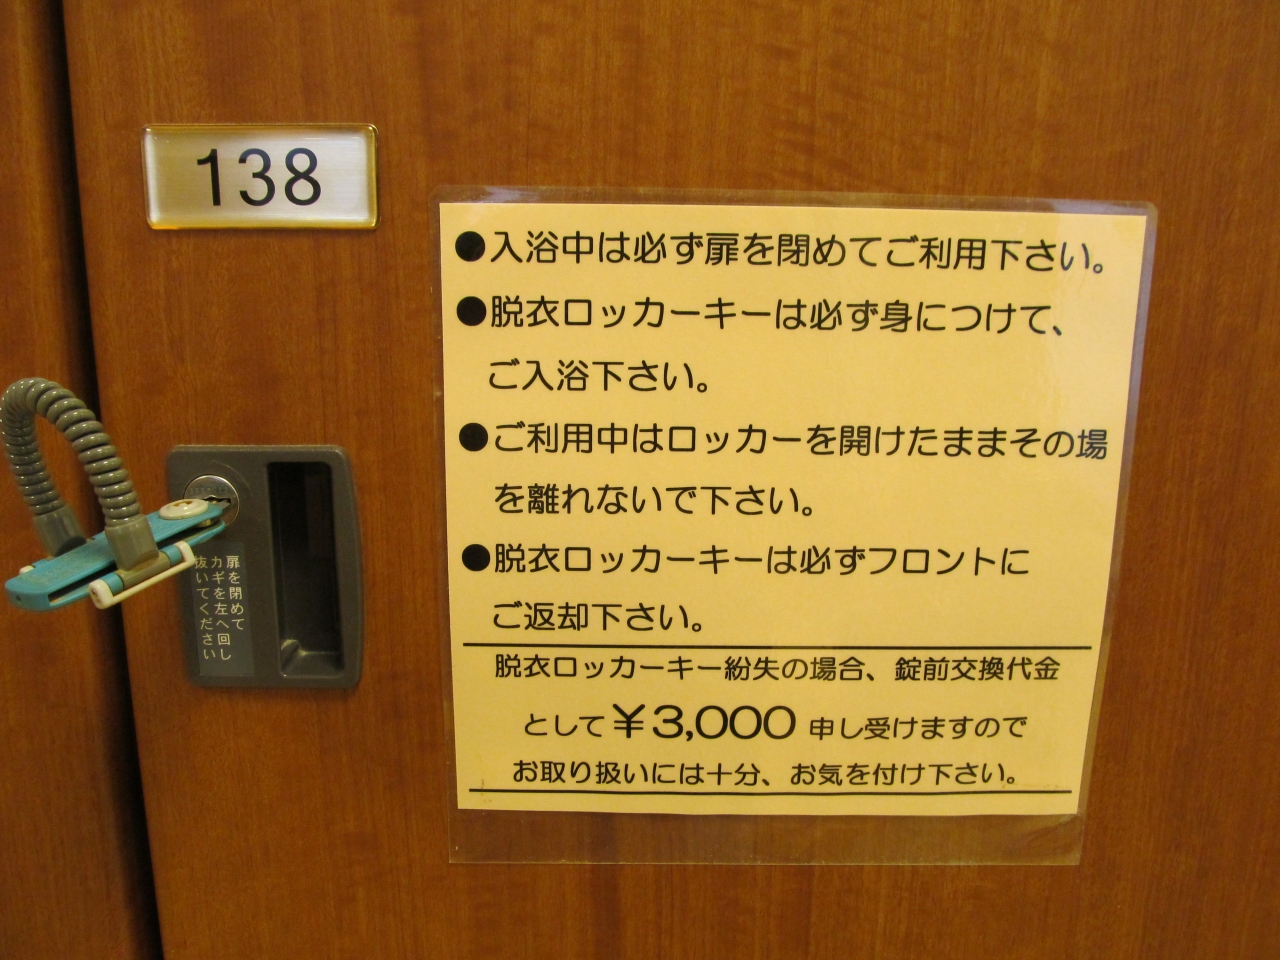 138
●入浴中は必ず扉を閉めてご利用下さい。
●脱衣ロッカーキーは必ず身につけて、
ご入浴下さい。
●ご利用中はロッカーを開けたままその場
を離れないで下さい。
●脱衣ロッカーキーは必ずフロントに
ご返却下さい。
脱衣ロッカーキー紛失の場合、錠前交換代金
として￥3,000 申し受けますので
お取り扱いには十分、お気を付け下さい。
扉を閉めて
カギを左へ回し
抜いてください